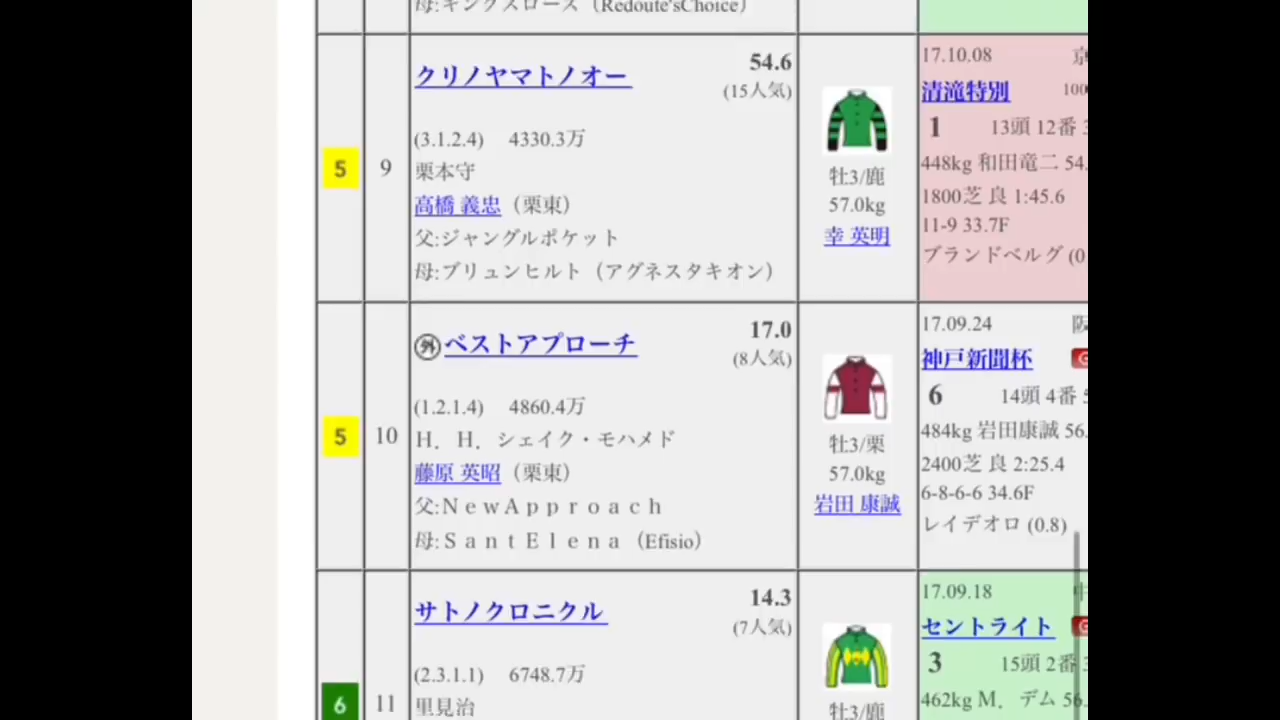 母:キングスローズ（Redoute'sChoice）
5
9
クリノヤマトノオー
54.6
(15人気)
(3.1.2.4) 4330.3万
栗本守
高橋 義忠（栗東）
父:ジャングルポケット
母:ブリュンヒルト（アグネスタキオン）
牡3/鹿
57.0kg
幸 英明
17.10.08 京
清滝特別 100
1 13頭 12番
448kg 和田竜二 54.
1800芝 良 1:45.6
11-9 33.7F
ブランドベルグ (0
5
10
外ベストアプローチ
17.0
(8人気)
(1.2.1.4) 4860.4万
Ｈ．Ｈ．シェイク・モハメド
藤原 英昭（栗東）
父:ＮｅｗＡｐｐｒｏａｃｈ
母:ＳａｎｔＥｌｅｎａ（Efisio）
牡3/栗
57.0kg
岩田 康誠
17.09.24 阪
神戸新聞杯 G
6 14頭 4番
484kg 岩田康誠 56.
2400芝 良 2:25.4
6-8-6-6 34.6F
レイデオロ (0.8)
6
11
サトノクロニクル
14.3
(7人気)
(2.3.1.1) 6748.7万
里見治
牡3/鹿
17.09.18
セントライト G
3 15頭 2番
462kg Ｍ．デム 56.